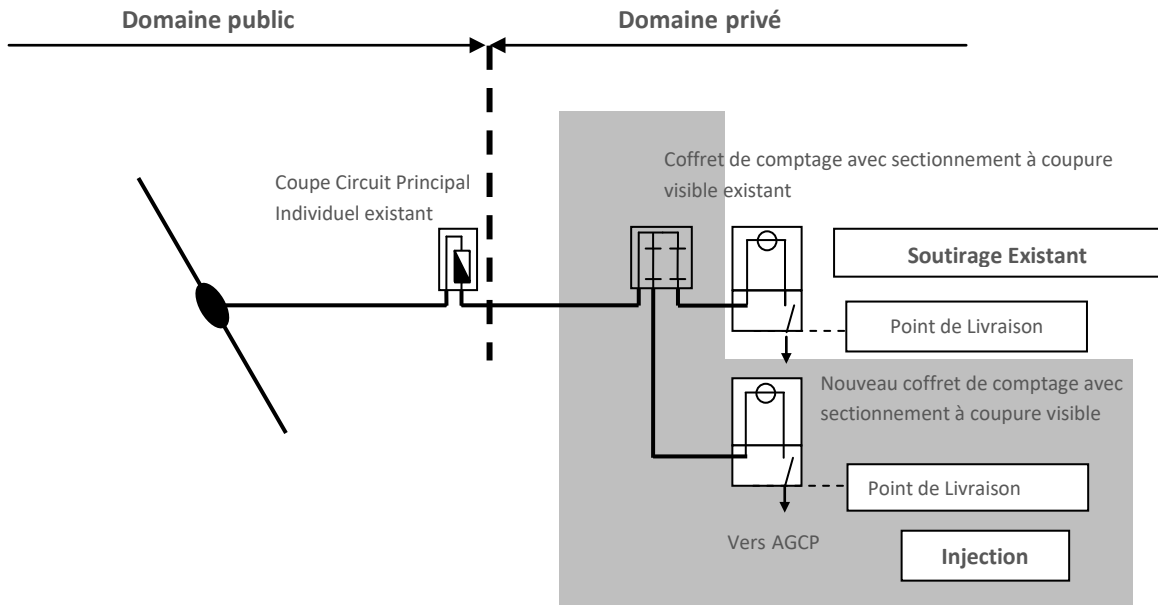 Domaine public
Domaine privé
Coffret de comptage avec sectionnement à coupure
visible existant
Coupe Circuit Principal
Individuel existant
Soutirage Existant
Point de Livraison
Nouveau coffret de comptage avec
sectionnement à coupure visible
Point de Livraison
Vers AGCP
Injection